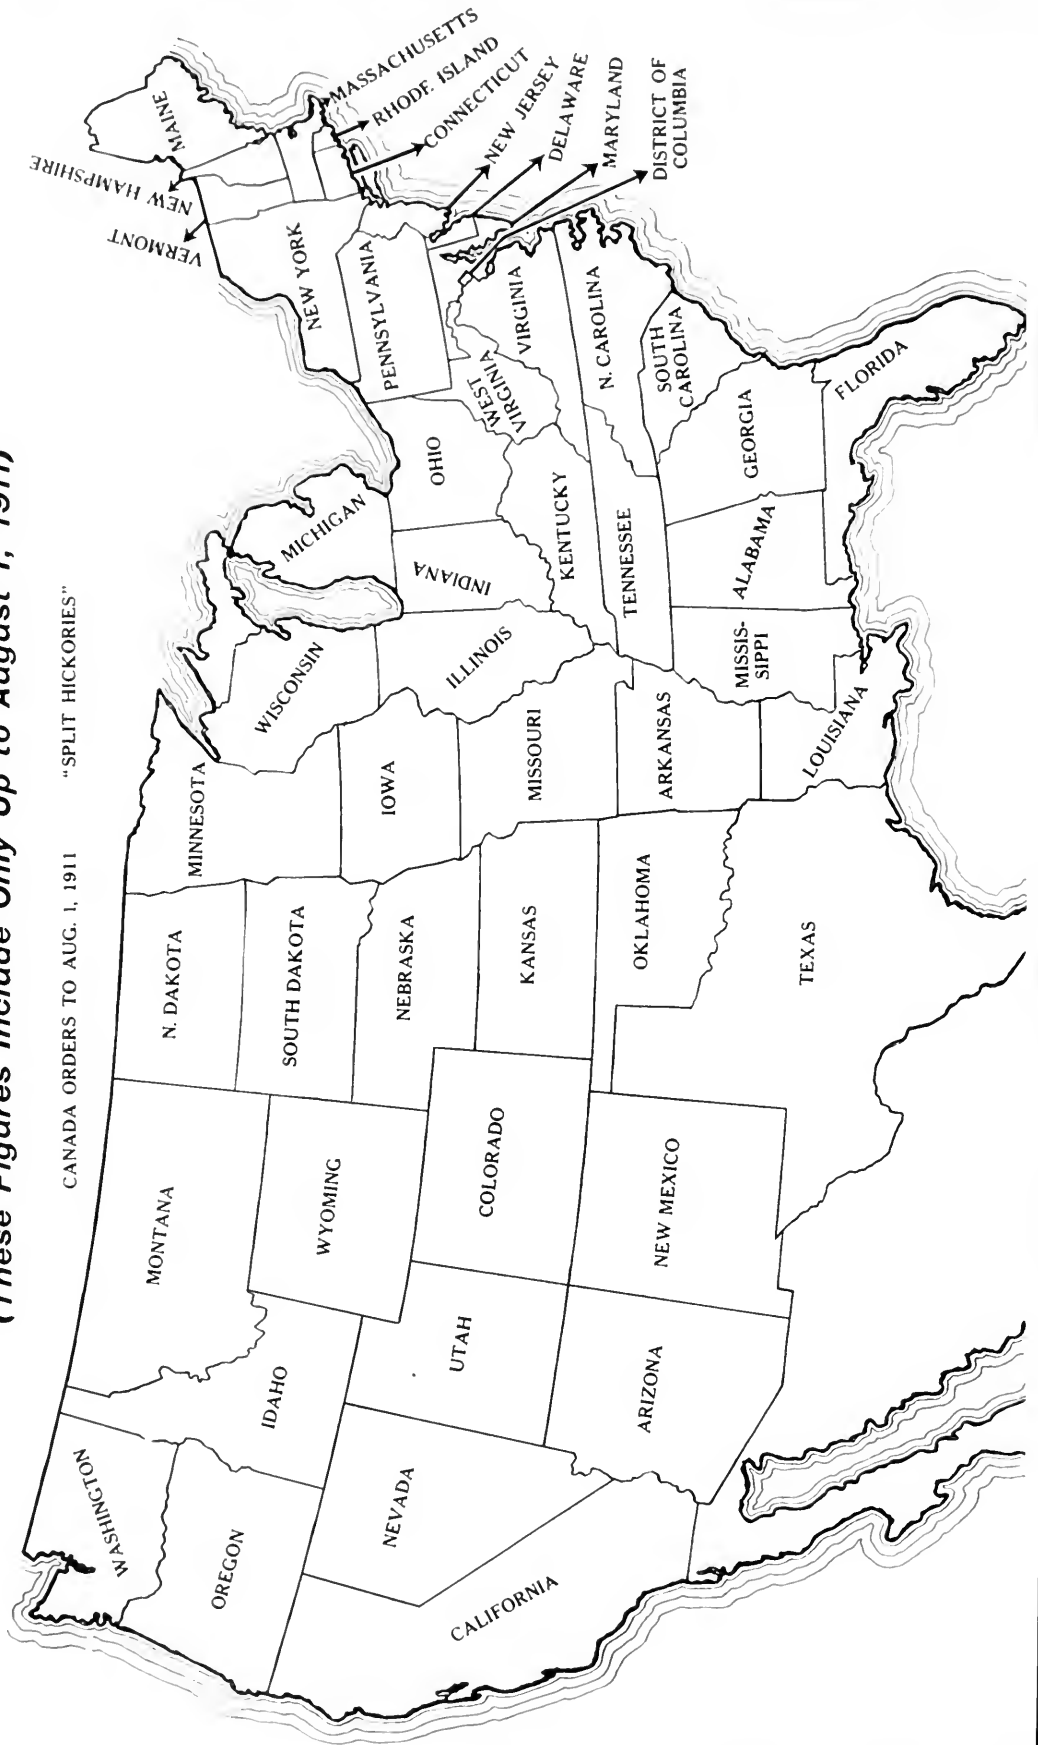 (These Figures Include Only Up to August 1, 1911)
CANADA ORDERS TO AUG. 1, 1911 "SPLIT HICKORIES"
WASHINGTON
OREGON
CALIFORNIA
NEVADA
IDAHO
MONTANA
WYOMING
UTAH
ARIZONA
COLORADO
NEW MEXICO
N. DAKOTA
SOUTH DAKOTA
NEBRASKA
KANSAS
OKLAHOMA
TEXAS
MINNESOTA
IOWA
MISSOURI
ARKANSAS
LOUISIANA
WISCONSIN
ILLINOIS
MISSIS-
SIPPI
MICHIGAN
INDIANA
KENTUCKY
TENNESSEE
ALABAMA
OHIO
WEST
VIRGINIA
GEORGIA
FLORIDA
SOUTH
CAROLINA
N. CAROLINA
VIRGINIA
PENNSYLVANIA
NEW YORK
VERMONT
NEW HAMPSHIRE
MAINE
MASSACHUSETTS
RHODE ISLAND
CONNECTICUT
NEW JERSEY
DELAWARE
MARYLAND
DISTRICT OF
COLUMBIA